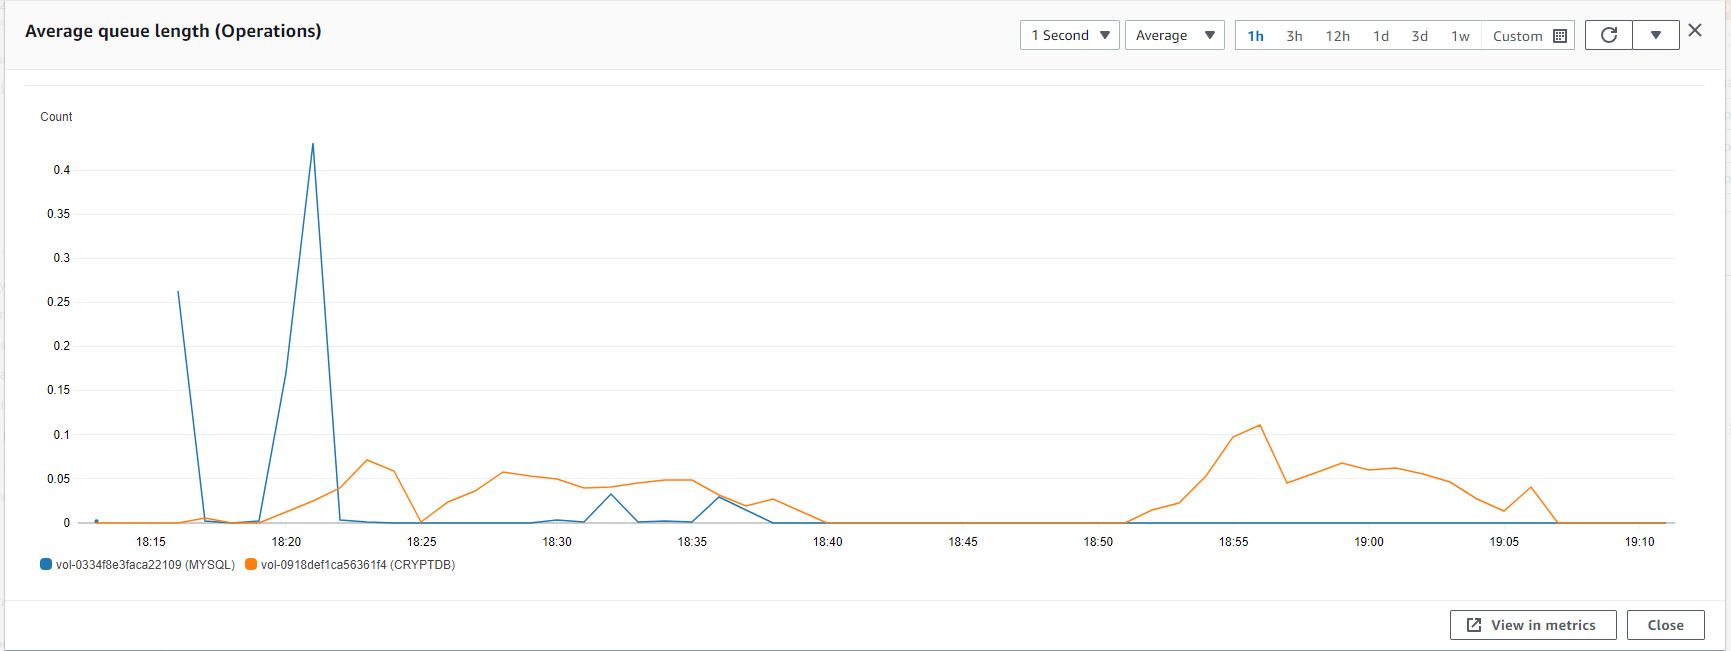 Average queue length (Operations)
1 Second
Average
1h 3h 12h 1d 3d 1w Custom
Count
0.4
0.35
0.3
0.25
0.2
0.15
0.1
0.05
0
18:15 18:20 18:25 18:30 18:35 18:40 18:45 18:50 18:55 19:00 19:05 19:10
vol-0334f8e3faca22109 (MYSQL) vol-0918def1ca56361f4 (CRYPTDB)
View in metrics Close